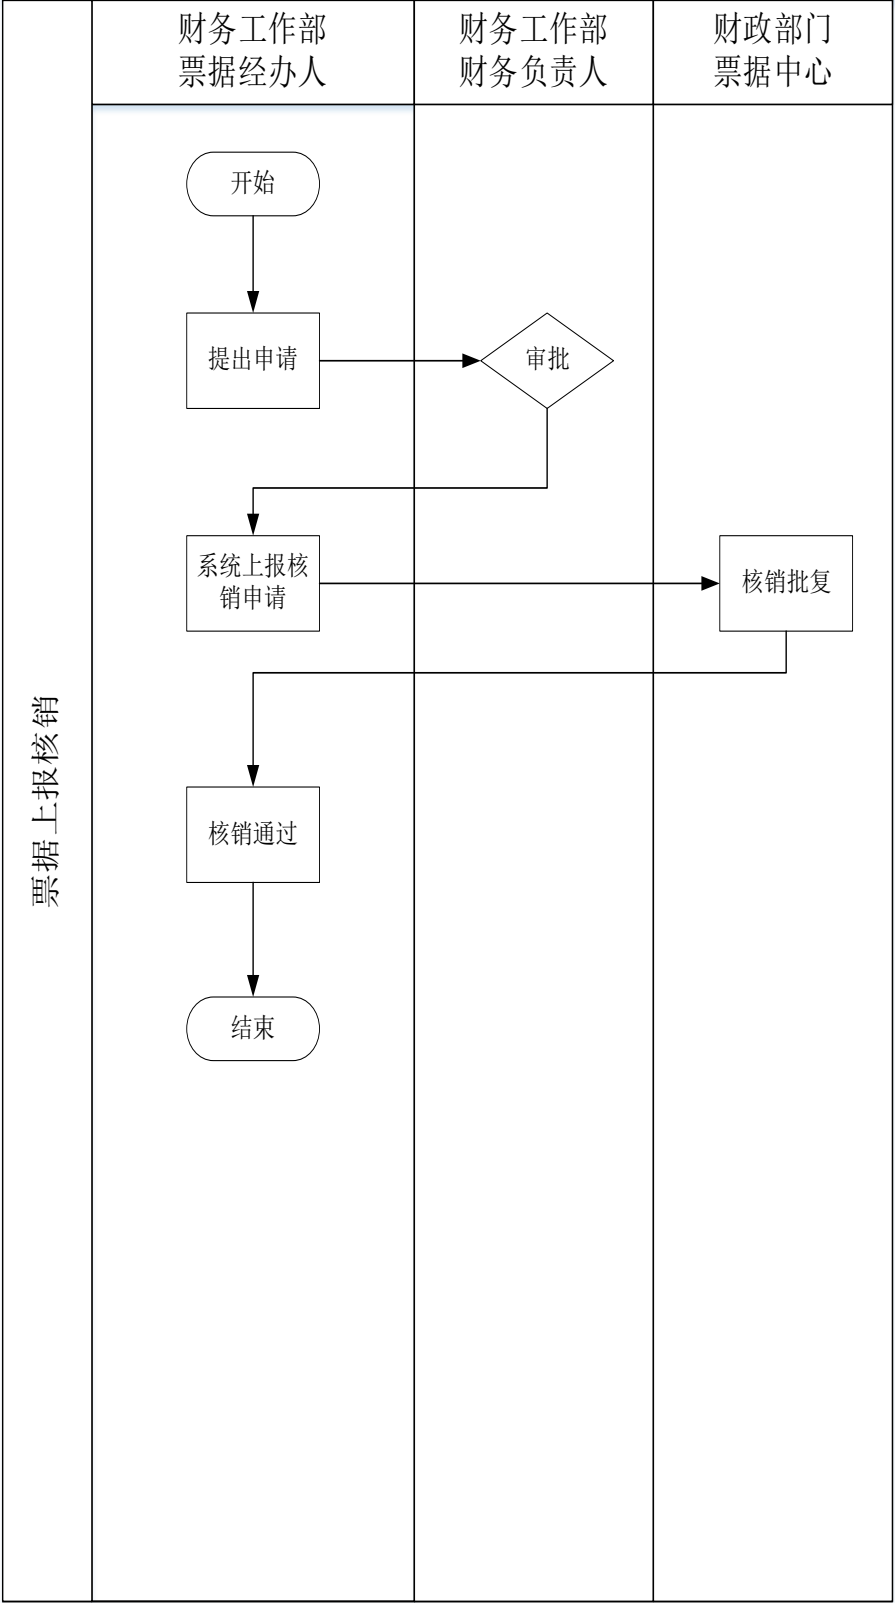 财务工作部
票据经办人
财务工作部
财务负责人
财政部门
票据中心
票据上报核销
开始
提出申请
审批
系统上报核
销申请
核销批复
核销通过
结束